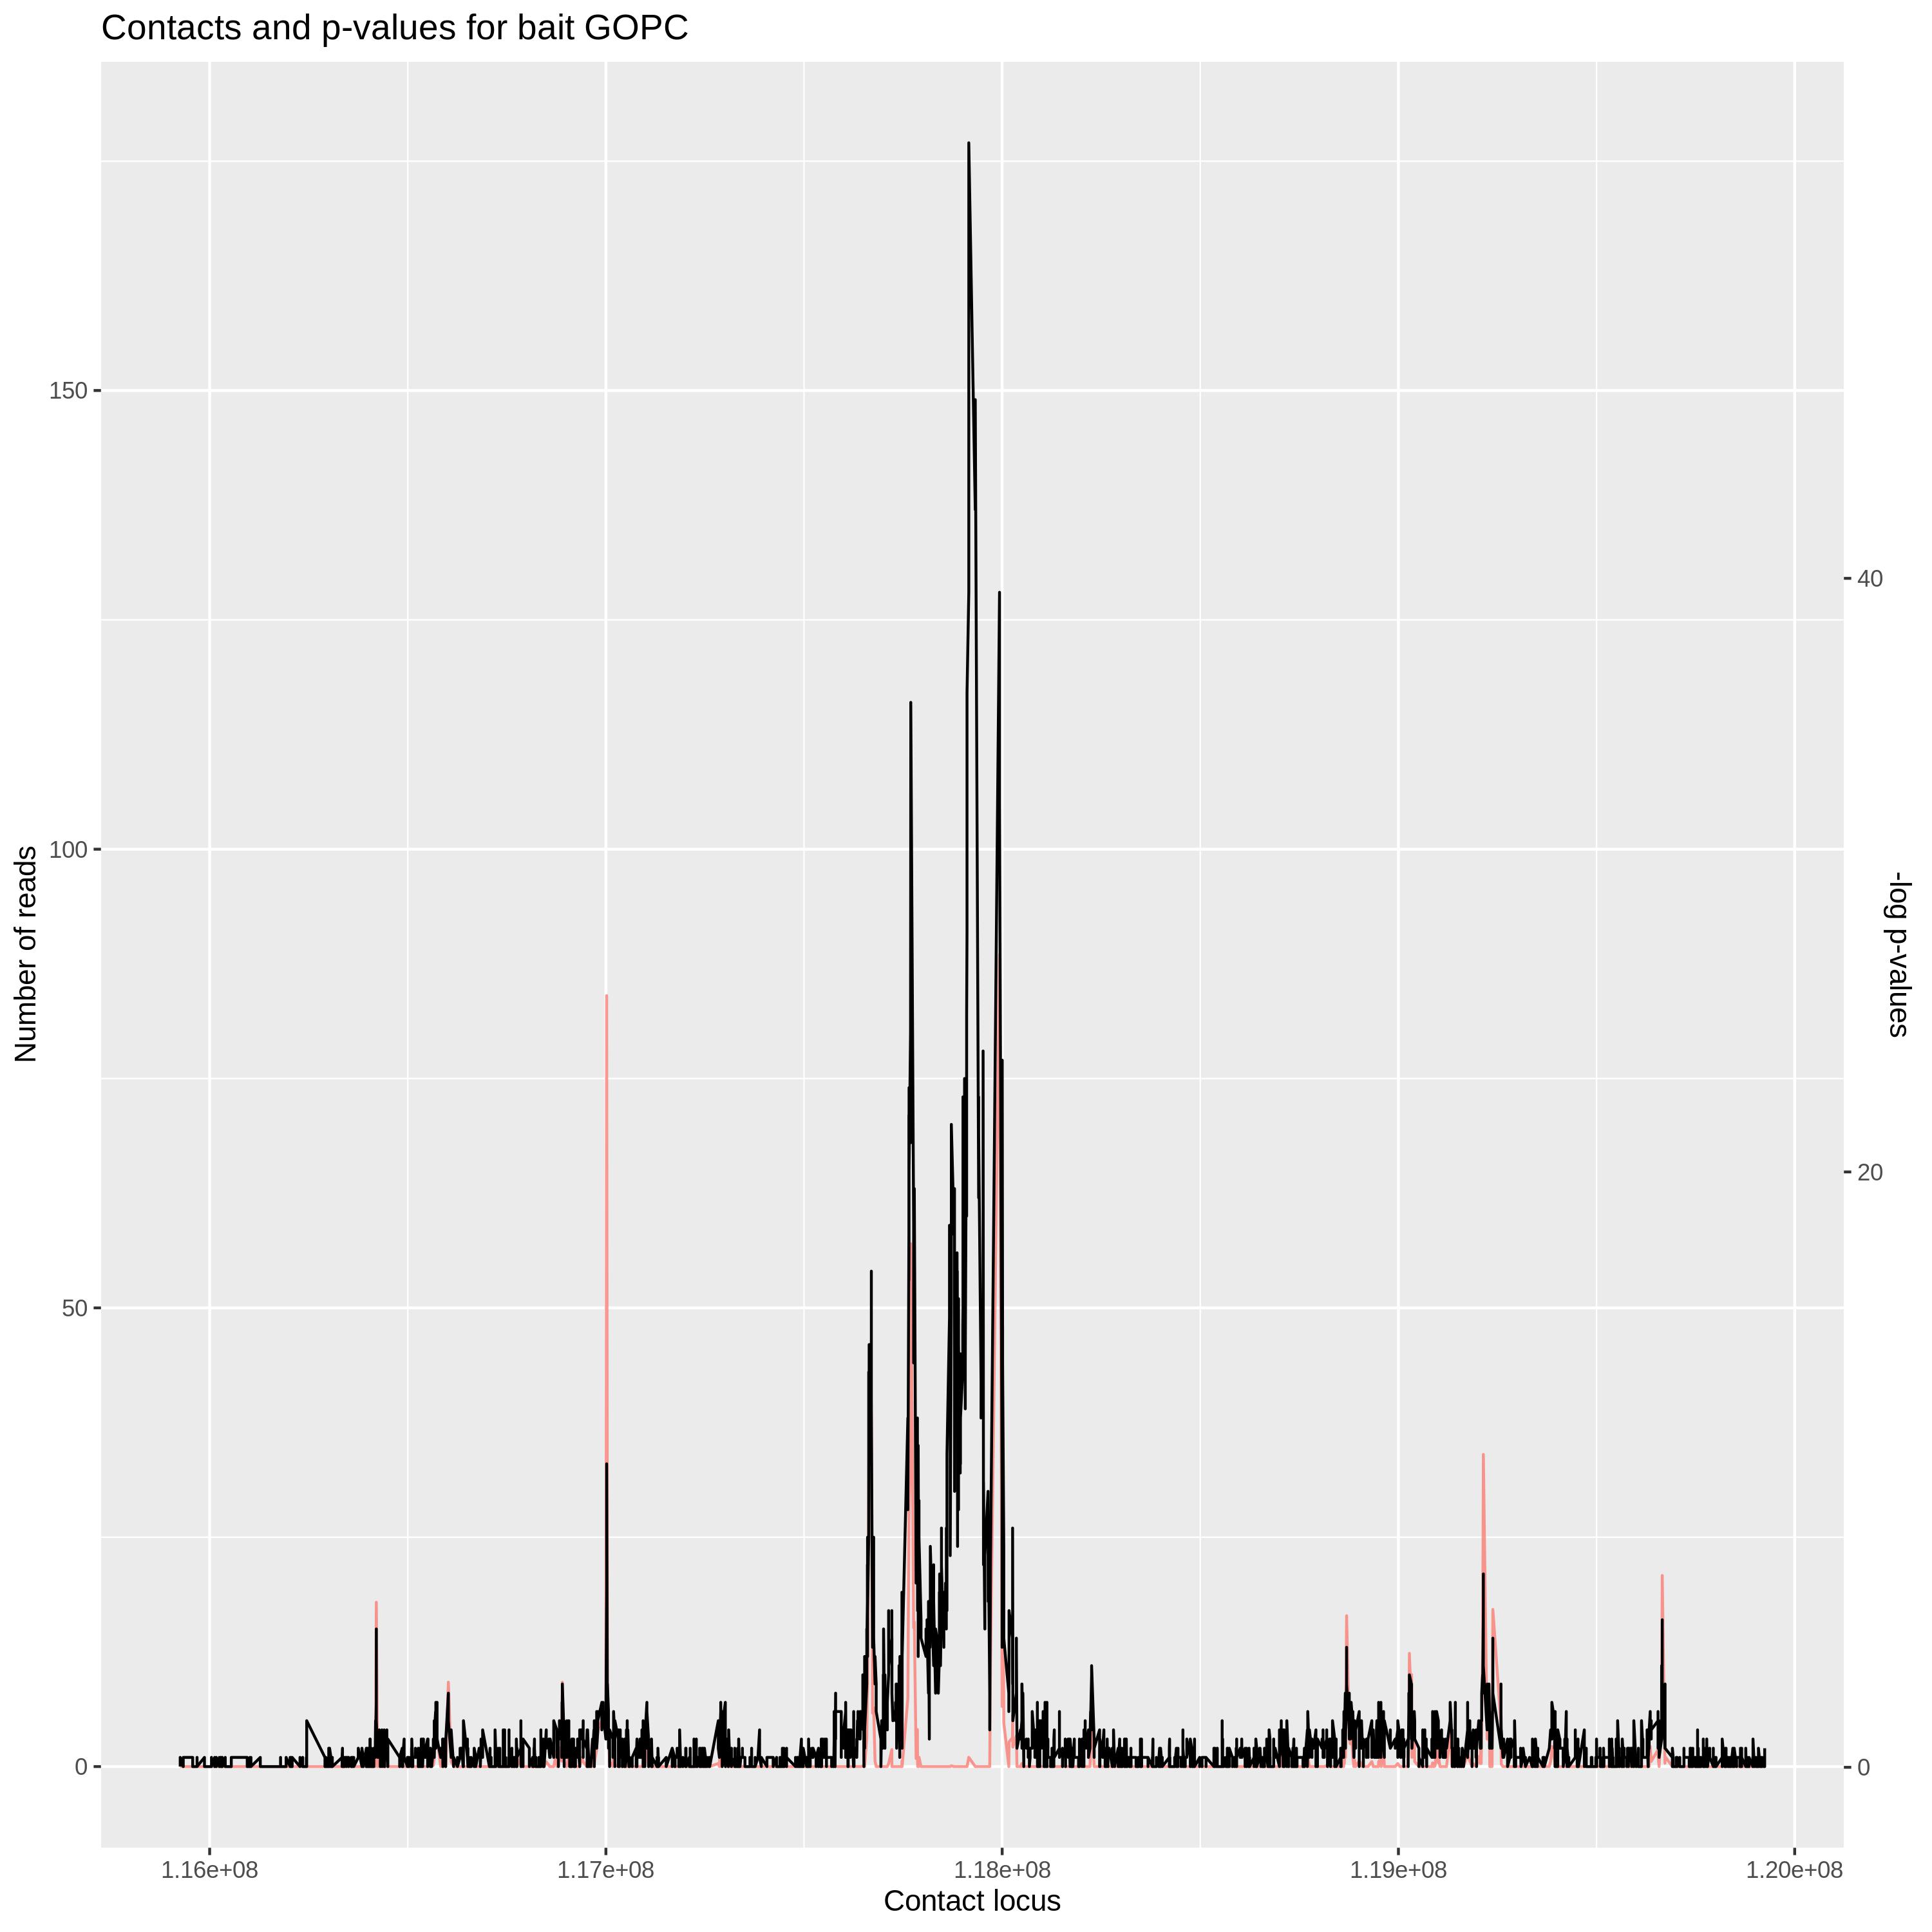 Contacts and p-values for bait GOPC
Number of reads
150
100
50
0
40
20
0
-log p-values
1.16e+08
1.17e+08
1.18e+08
1.19e+08
1.20e+08
Contact locus